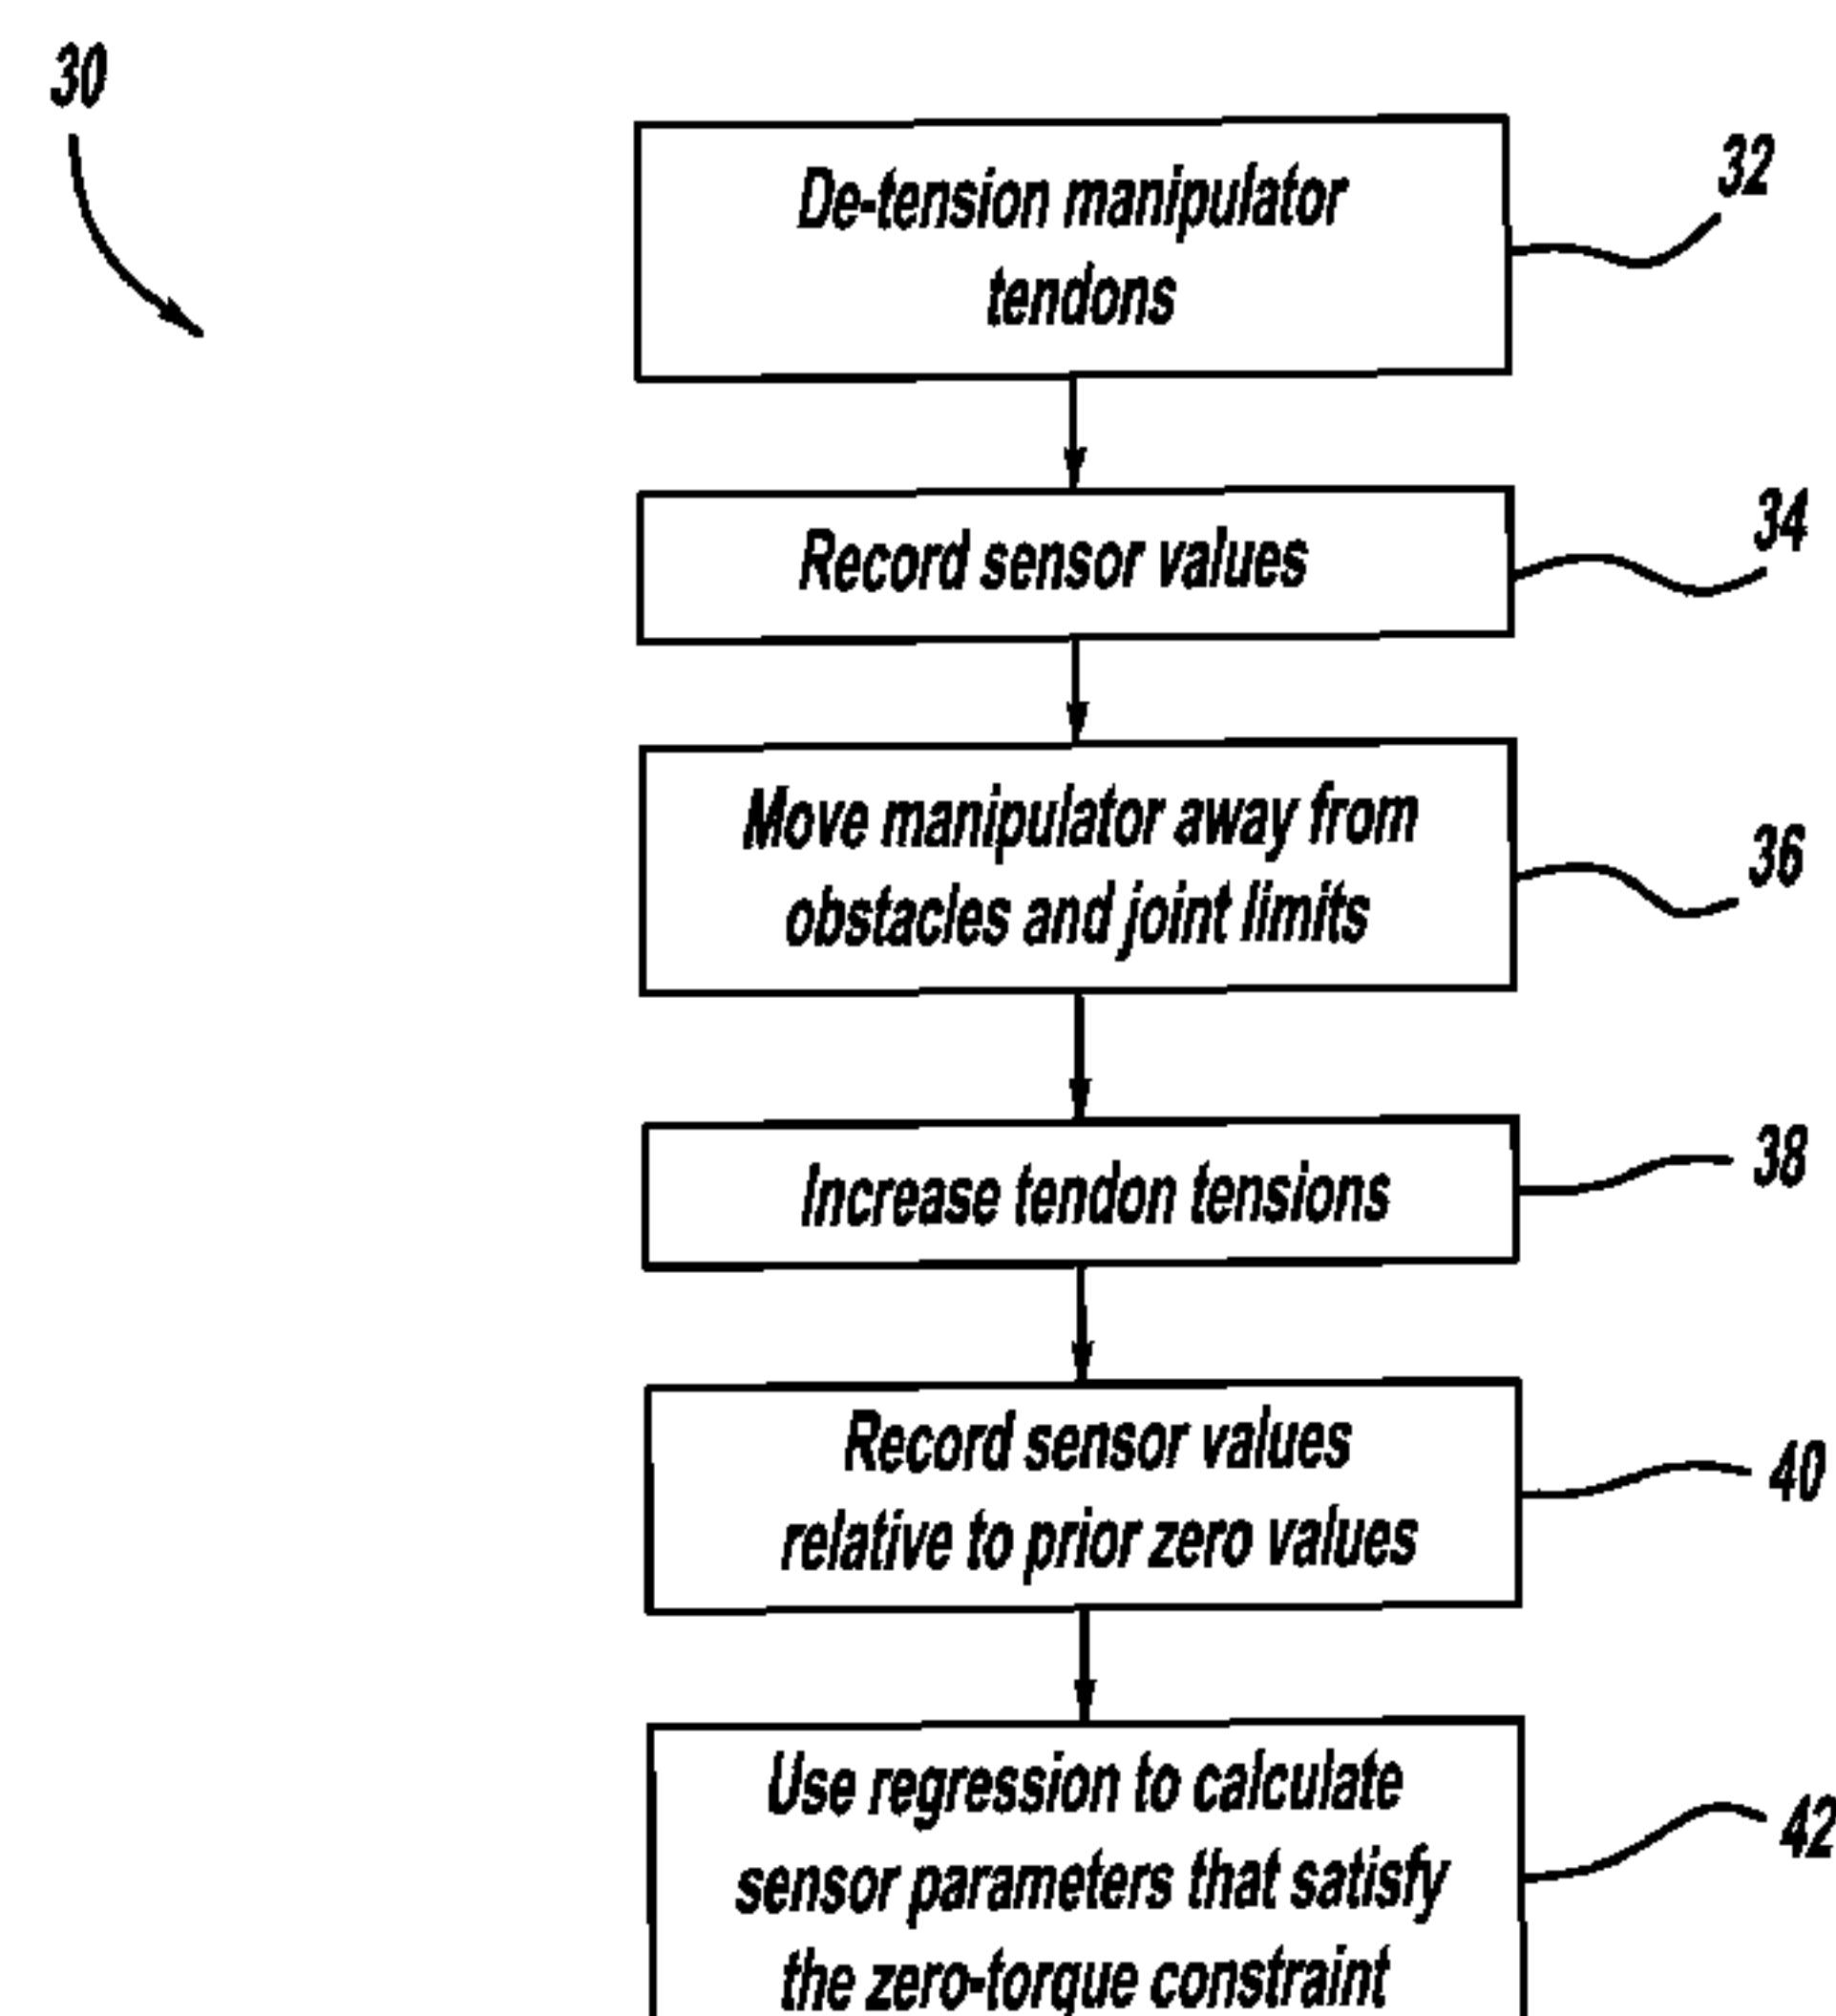 30
De-tension manipulator
tendons
32
Record sensor values
34
Move manipulator away from
obstacles and joint limits
36
Increase tendon tensions
38
Record sensor values
relative to prior zero values
40
Use regression to calculate
sensor parameters that satisfy
the zero-torque constraint
42